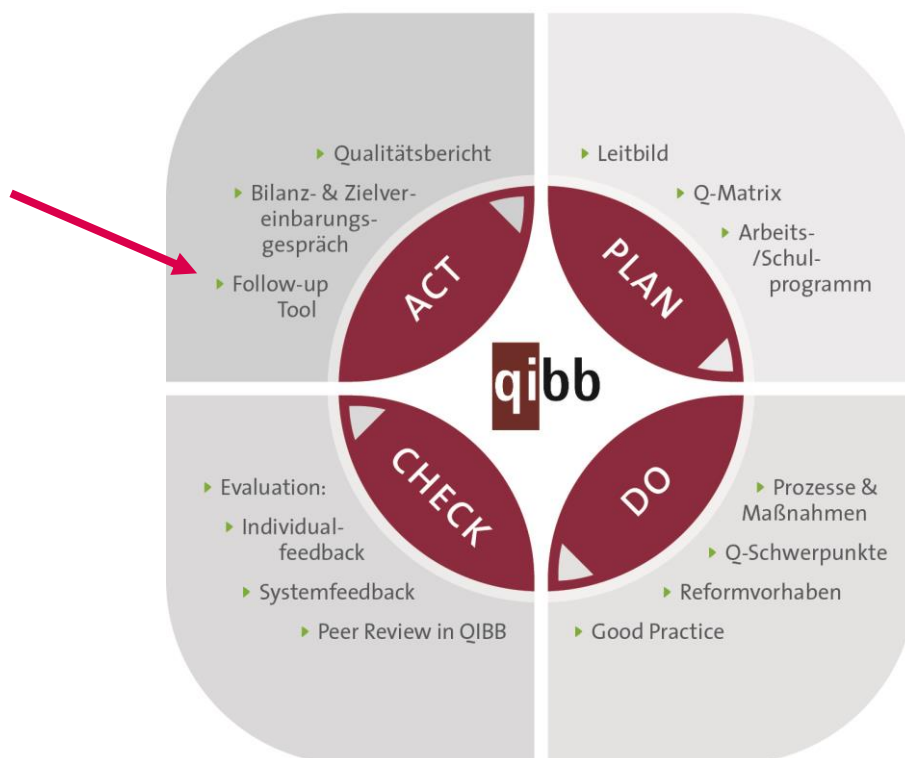 Qualitätsbericht
Bilanz- & Zielver-
einbarungs-
gespräch
Follow-up
Tool
ACT
Leitbild
Q-Matrix
Arbeits-
/Schul-
programm
PLAN
qibb
Evaluation:
Individual-
feedback
Systemfeedback
Peer Review in QIBB
CHECK
DO
Prozesse &
Maßnahmen
Q-Schwerpunkte
Reformvorhaben
Good Practice